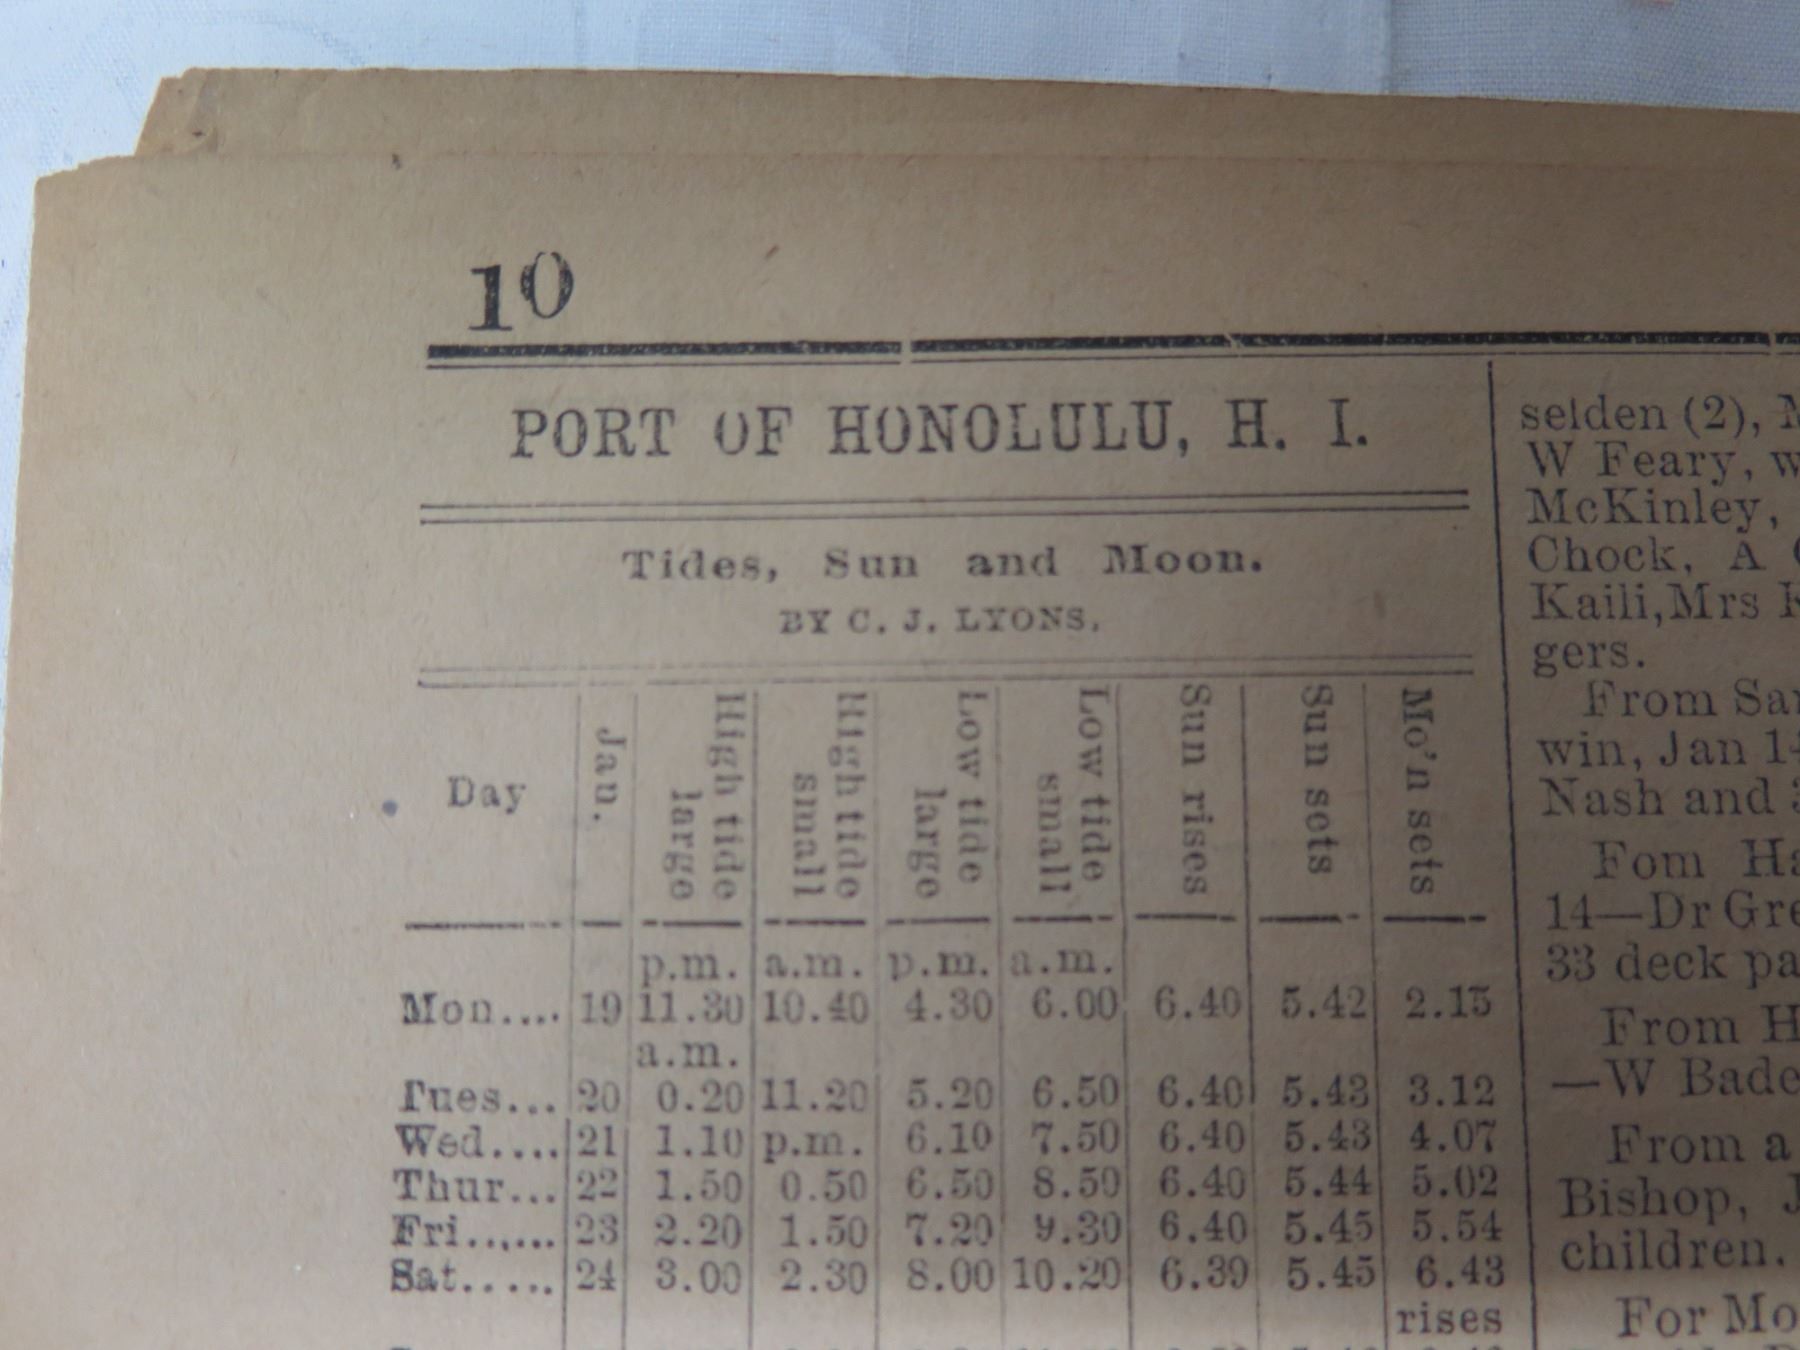 10
PORT OF HONOLULU, H. I.
Tides, Sun and Moon.
BY C. J. LYONS.
Day Jan. High tide large High tide small Low tide large Low tide small Sun rises Sun sets Mo'n sets
p.m. a.m. p.m. a.m.
Mon.... 19 11.30 10.40 4.30 6.00 6.40 5.42 2.15
a.m.
Tues... 20 0.20 11.20 5.20 6.50 6.40 5.43 3.12
Wed.... 21 1.10 p.m. 6.10 7.50 6.40 5.43 4.07
Thur... 22 1.50 0.50 6.50 8.50 6.40 5.44 5.02
Fri...... 23 2.20 1.50 7.20 9.30 6.40 5.45 5.54
Sat..... 24 3.00 2.30 8.00 10.20 6.39 5.45 6.43
rises
selden (2), M
W Feary, w
McKinley,
Chock, A
Kaili,Mrs K
gers.
From San
win, Jan 14
Nash and 3
Fom Ha
14—Dr Gre
33 deck pa
From H
—W Bade
From a
Bishop, J
children.
For Mo